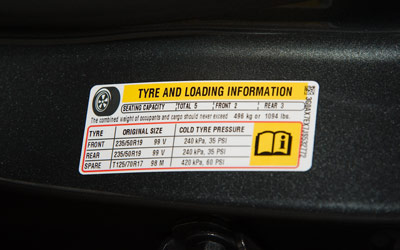 TYRE AND LOADING INFORMATION
SEATING CAPACITY TOTAL 5 FRONT 2 REAR 3
The combined weight of occupants and cargo should never exceed 496 kg or 1094 lbs.
TYRE ORIGINAL SIZE COLD TYRE PRESSURE
FRONT 235/50R19 99 V 240 kPa, 35 PSI
REAR 235/50R19 99 V 240 kPa, 35 PSI
SPARE T125/70R17 98 M 420 kPa, 60 PSI